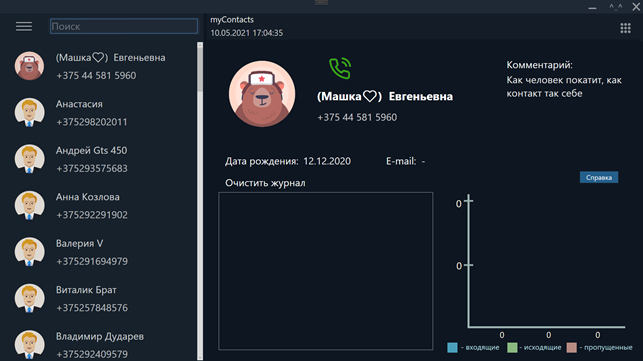 ^_^
Поиск
myContacts
10.05.2021 17:04:35
(Машка♡) Евгеньевна
+375 44 581 5960
Анастасия
+375298202011
Андрей Gts 450
+375293575683
Анна Козлова
+375292291902
Валерия V
+375291694979
Виталик Брат
+375257848576
Владимир Дударев
+375292409579
(Машка♡) Евгеньевна
+375 44 581 5960
Комментарий:
Как человек покатит, как
контакт так себе
Дата рождения: 12.12.2020 E-mail: -
Очистить журнал
Справка
0
0
0 0 0
- входящие - исходящие - пропущенные